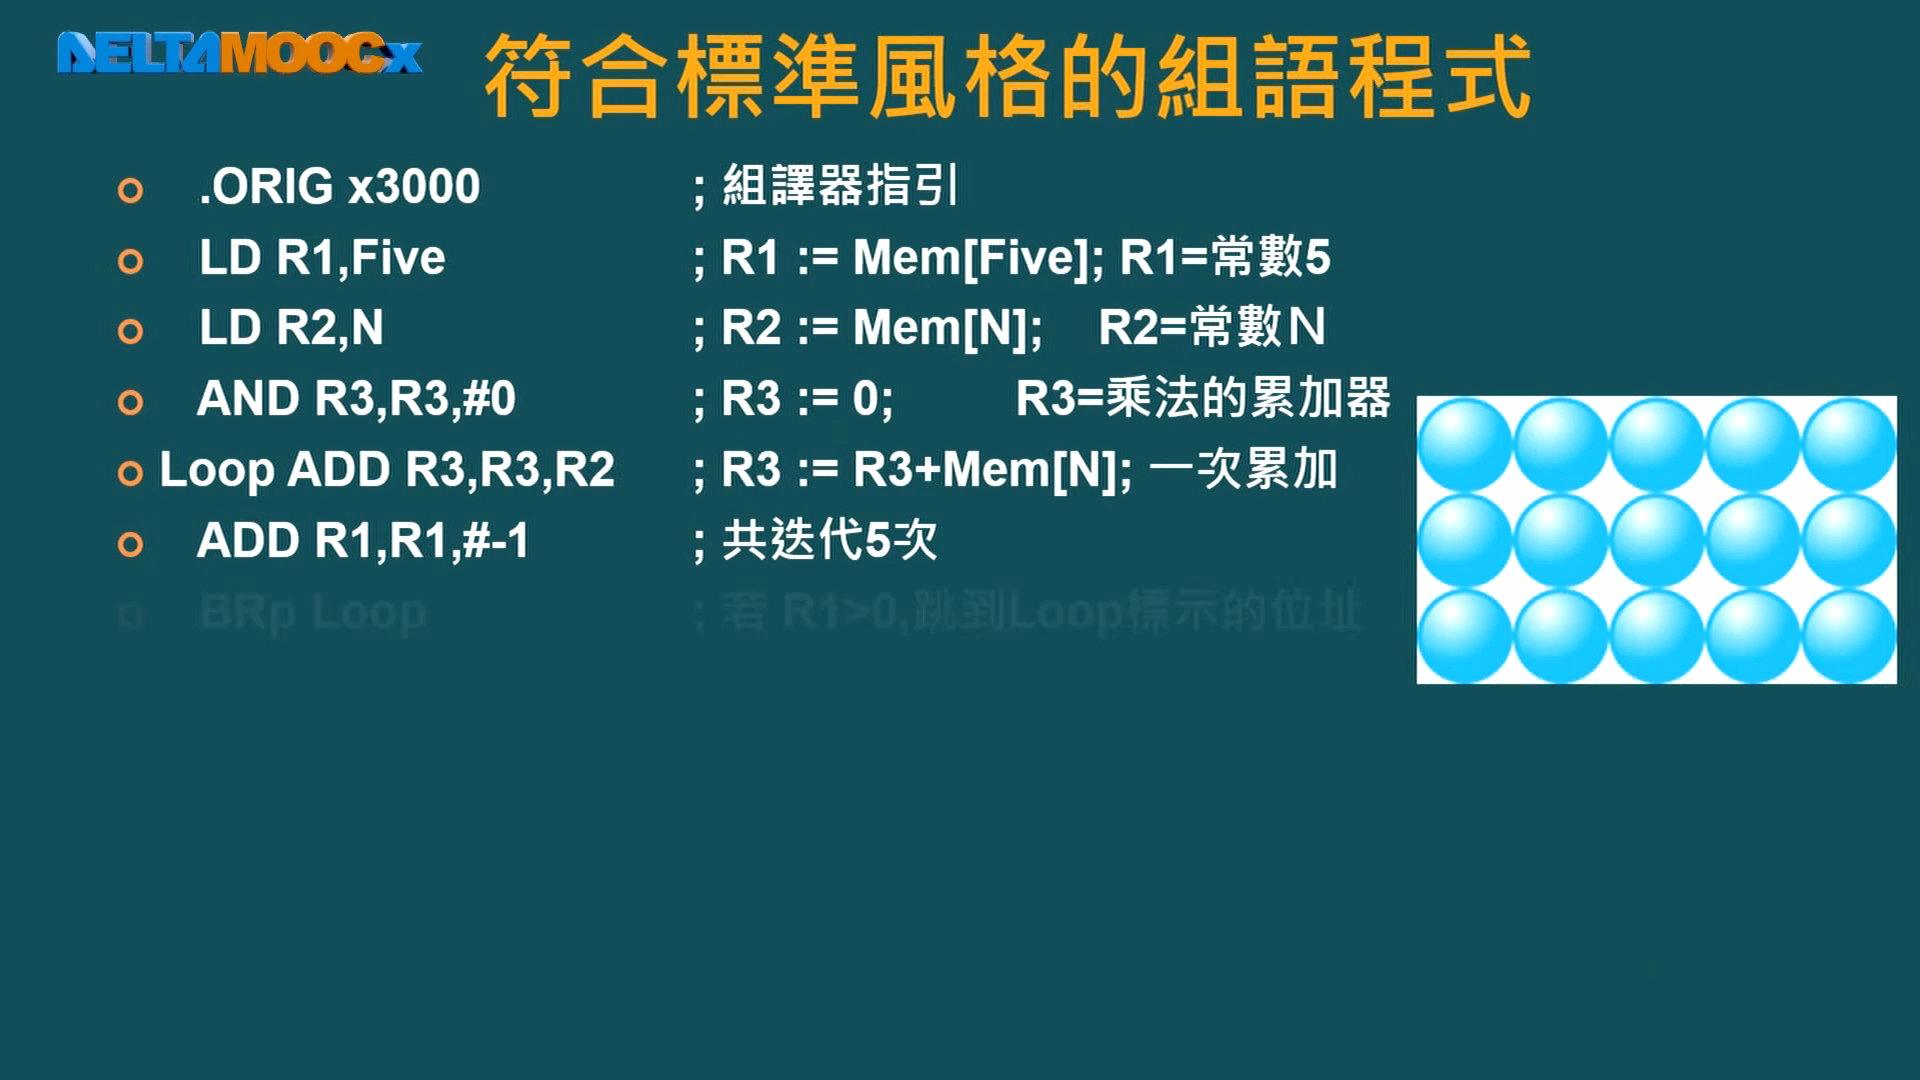 DELTAMOOCx
符合標準風格的組語程式
.ORIG x3000 ; 組譯器指引
LD R1,Five ; R1 := Mem[Five]; R1=常數5
LD R2,N ; R2 := Mem[N]; R2=常數N
AND R3,R3,#0 ; R3 := 0; R3=乘法的累加器
Loop ADD R3,R3,R2 ; R3 := R3+Mem[N]; 一次累加
ADD R1,R1,#-1 ; 共迭代5次
BRp Loop ; 若 R1>0,跳到Loop標示的位址